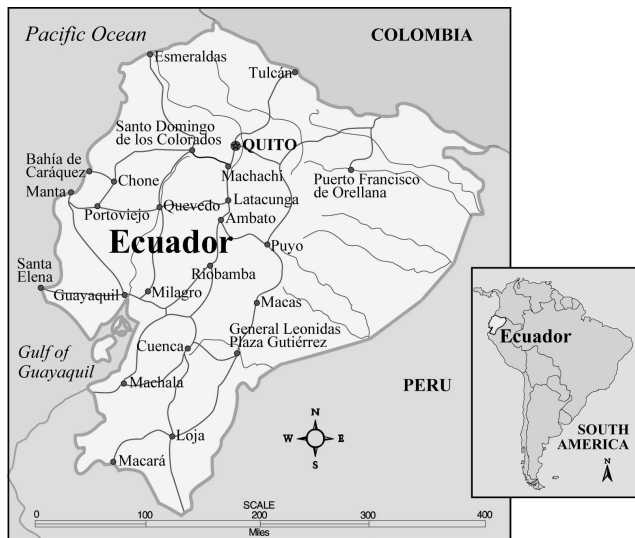 Pacific Ocean
COLOMBIA
Esmeraldas
Tulcán
Santo Domingo
de los Colorados
QUITO
Bahía de
Caráquez
Chone
Machachi
Puerto Francisco
de Orellana
Manta
Portoviejo
Quevedo
Latacunga
Ambato
Ecuador
Puyo
Santa
Elena
Riobamba
Guayaquil
Milagro
Macas
Gulf of
Guayaquil
Cuenca
General Leonidas
Plaza Gutiérrez
Machala
PERU
Loja
Macará
N
W
E
S
SCALE
0
100
200
300
400
Miles
Ecuador
SOUTH
AMERICA
N